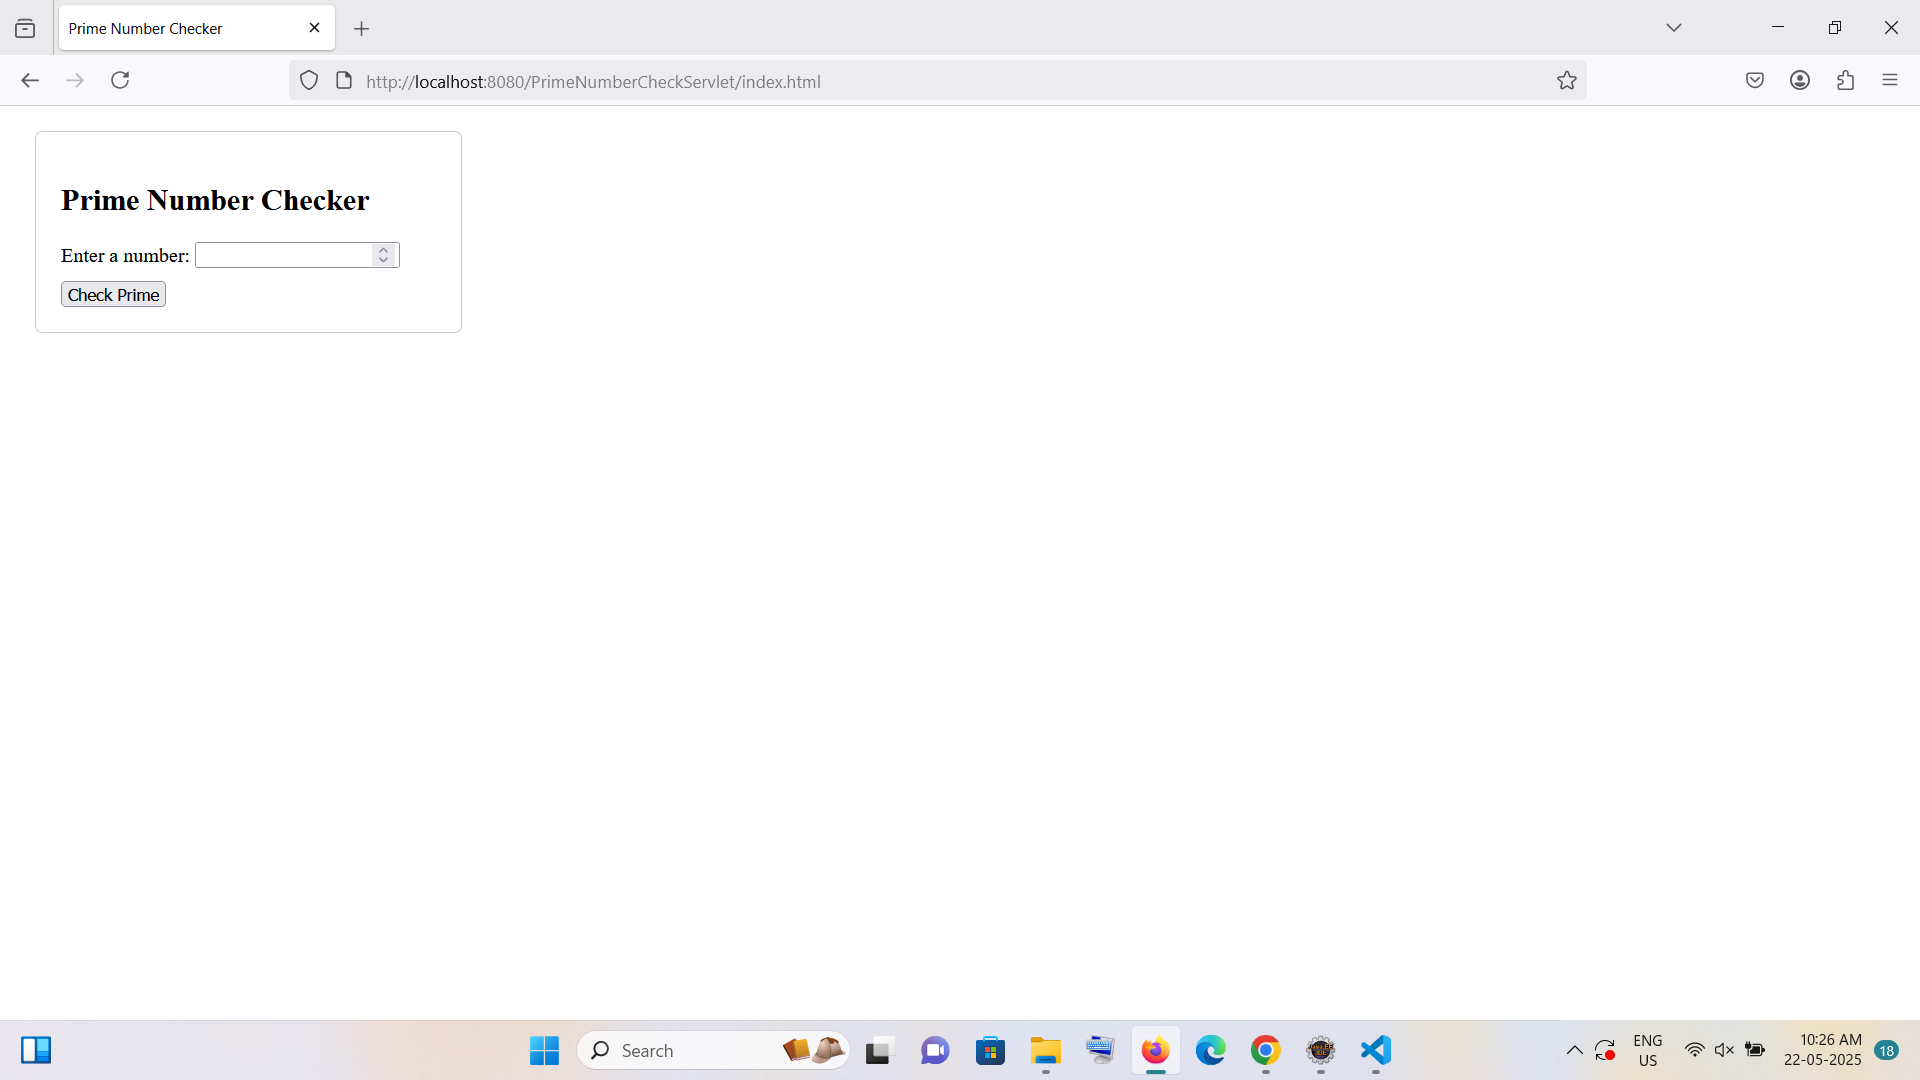 Prime Number Checker
http://localhost:8080/PrimeNumberCheckServlet/index.html
Prime Number Checker
Enter a number:
Check Prime
Search
ENG
US
10:26 AM
22-05-2025
18